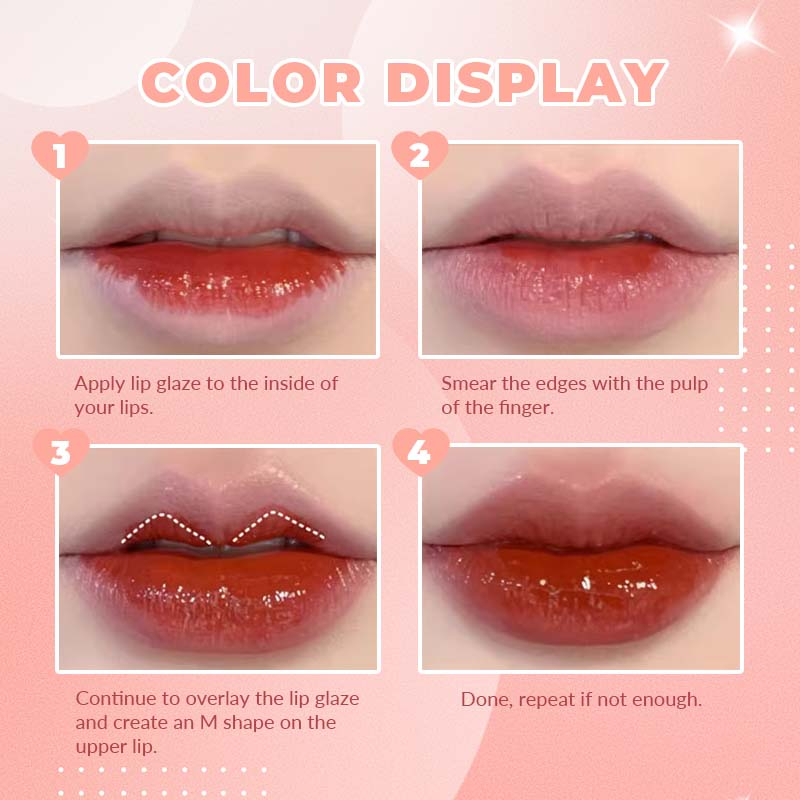 COLOR DISPLAY
1
Apply lip glaze to the inside of
your lips.
2
Smear the edges with the pulp
of the finger.
3
Continue to overlay the lip glaze
and create an M shape on the
upper lip.
4
Done, repeat if not enough.